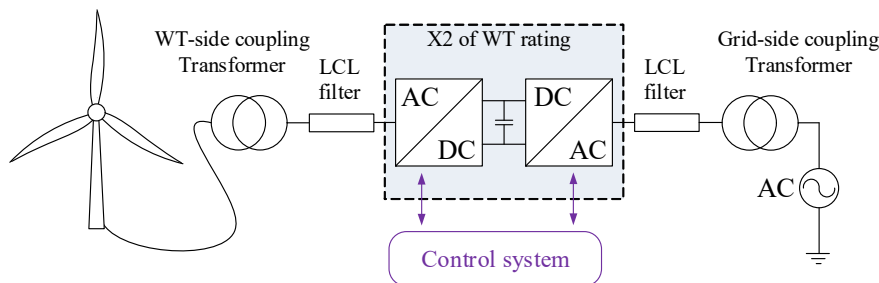 WT-side coupling
Transformer
LCL
filter
X2 of WT rating
AC
DC
DC
AC
LCL
filter
Grid-side coupling
Transformer
AC
Control system